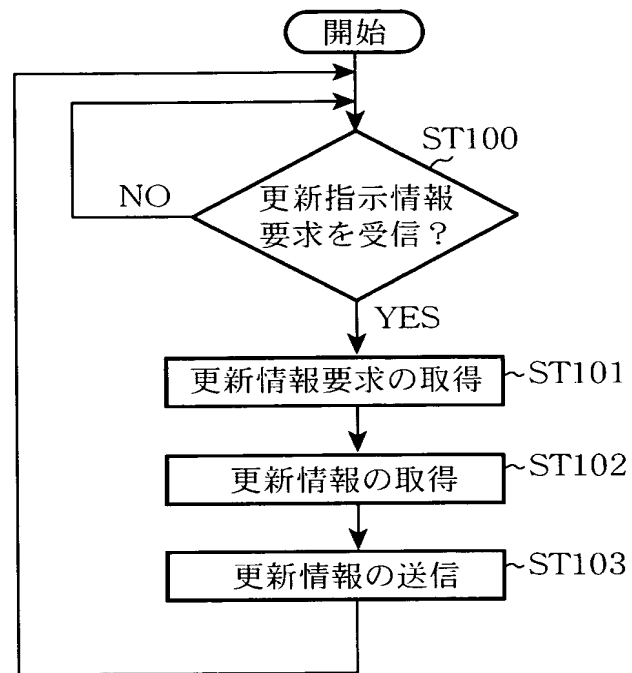 開始
ST100
更新指示情報
要求を受信？
NO
YES
更新情報要求の取得
ST101
更新情報の取得
ST102
更新情報の送信
ST103